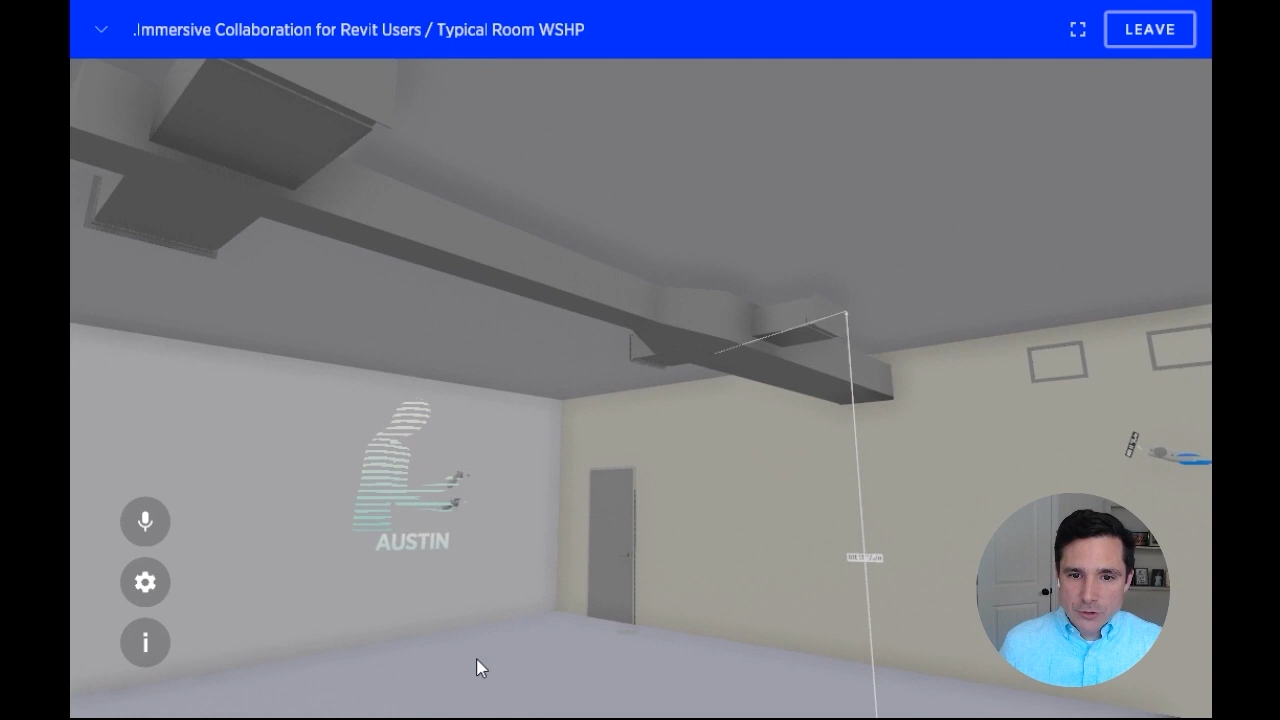 .Immersive Collaboration for Revit Users / Typical Room WSHP
LEAVE
AUSTIN
i